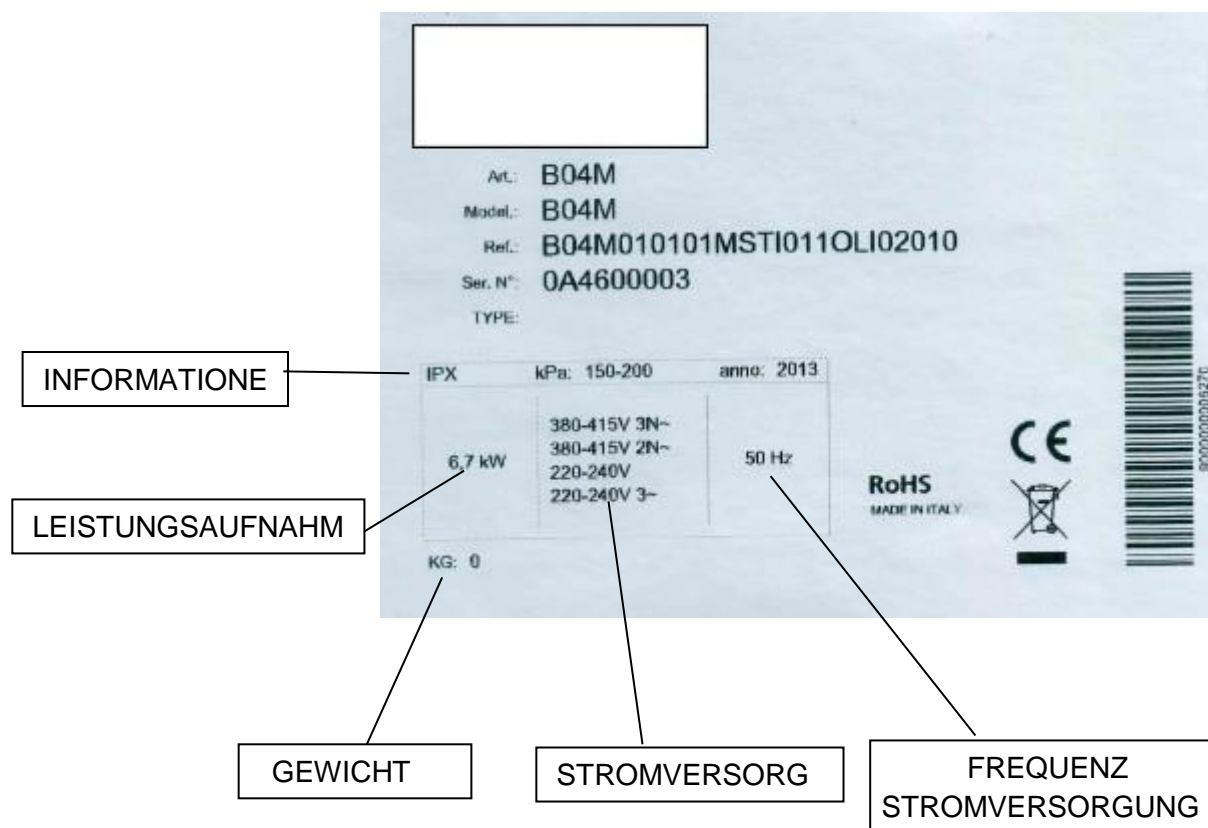 Art.: B04M
Model.: B04M
Ref.: B04M010101MSTI011OLI02010
Ser. N°: 0A4600003
TYPE:
INFORMATIONE
IPX kPa: 150-200 anno: 2013
380-415V 3N~
380-415V 2N~
6,7 kW
50 Hz
220-240V
220-240V 3~
CE
RoHS
MADE IN ITALY
LEISTUNGSAUFNAHM
KG: 0
GEWICHT
STROMVERSORG
FREQUENZ
STROMVERSORGUNG